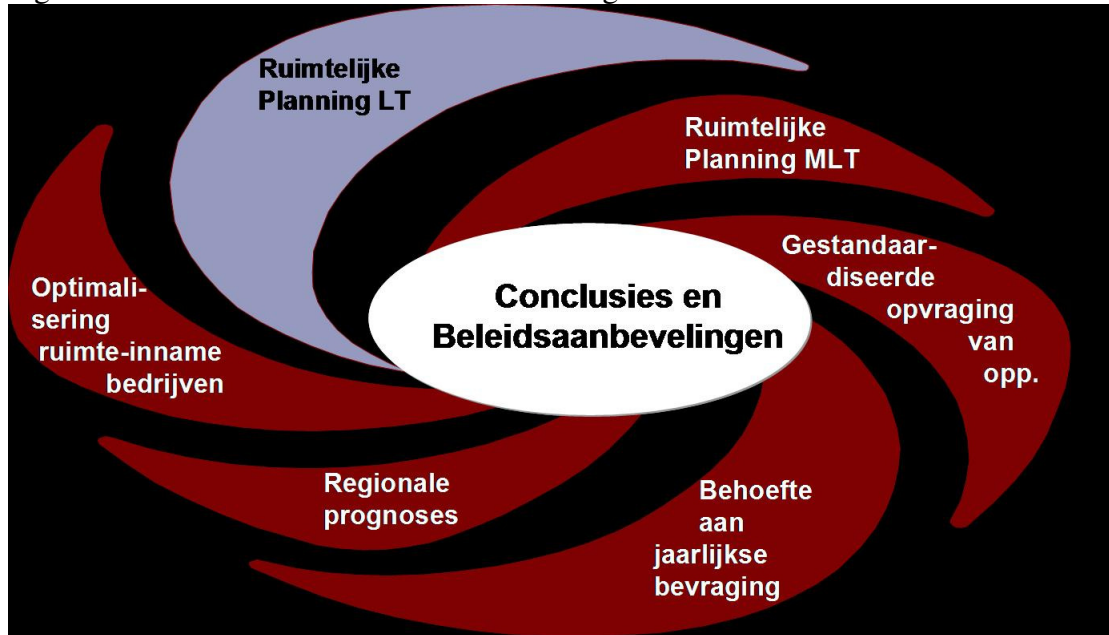 Ruimtelijke
Planning LT
Ruimtelijke
Planning MLT
Gestandaar-
diseerde
opvraging
van
opp.
Optimali-
sering
ruimte-inname
bedrijven
Conclusies en
Beleidsaanbevelingen
Regionale
prognoses
Behoefte
aan
jaarlijkse
bevraging